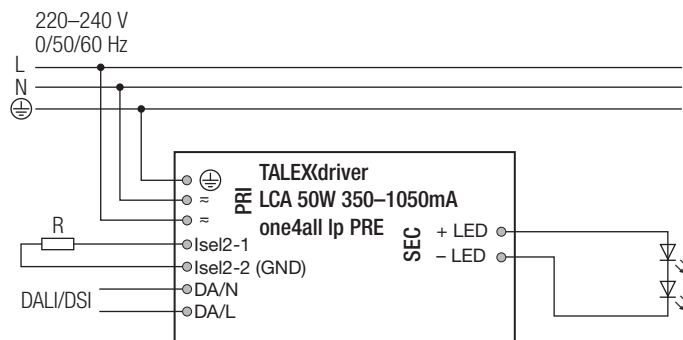 220–240 V
0/50/60 Hz
L
N
TALEXXdriver
LCA 50W 350–1050mA
one4all lp PRE
PRI
≂
≂
R
Isel2-1
Isel2-2 (GND)
DALI/DSI
DA/N
DA/L
SEC
+ LED
– LED